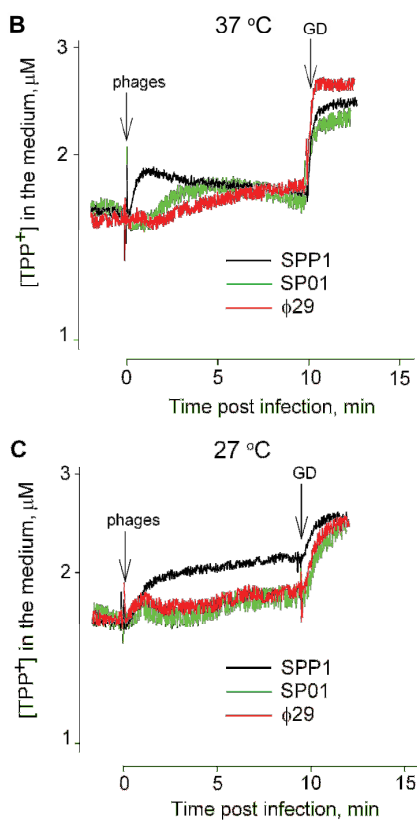 B
37 °C
GD
phages
[TPP+] in the medium, μM
3
2
1
SPP1
SP01
ϕ29
0 5 10 15
Time post infection, min
C
27 °C
GD
phages
[TPP+] in the medium, μM
3
2
1
SPP1
SP01
ϕ29
0 5 10 15
Time post infection, min